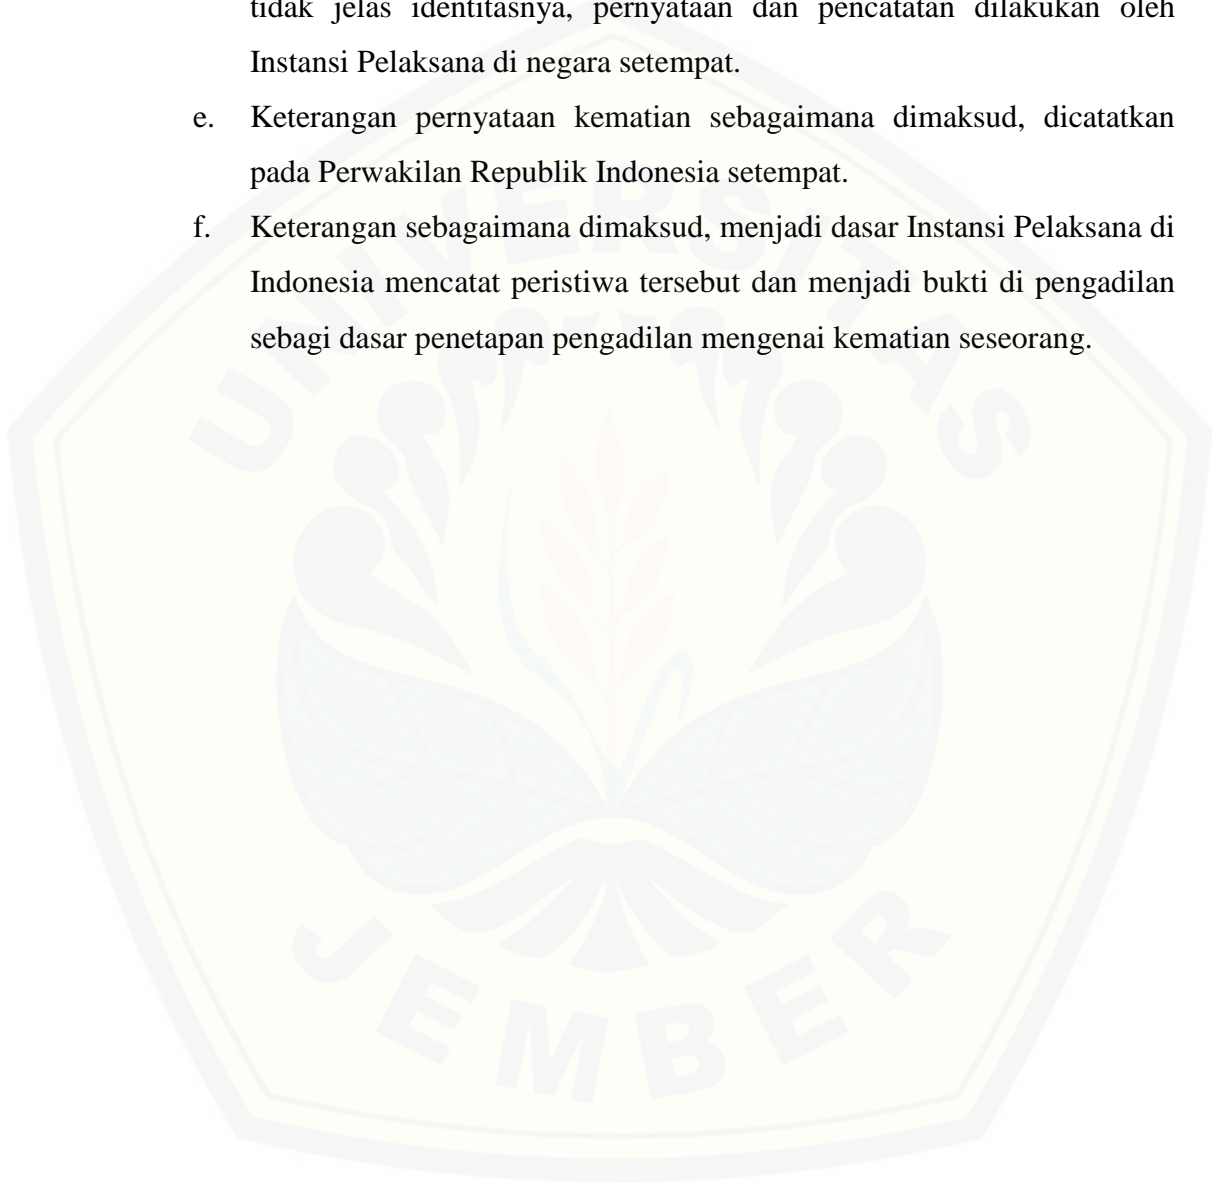 tidak jelas identitasnya, pernyataan dan pencatatan dilakukan oleh
Instansi Pelaksana di negara setempat.
e. Keterangan pernyataan kematian sebagaimana dimaksud, dicatatkan
pada Perwakilan Republik Indonesia setempat.
f. Keterangan sebagaimana dimaksud, menjadi dasar Instansi Pelaksana di
Indonesia mencatat peristiwa tersebut dan menjadi bukti di pengadilan
sebagi dasar penetapan pengadilan mengenai kematian seseorang.
UNIVERSITAS
JEMBER